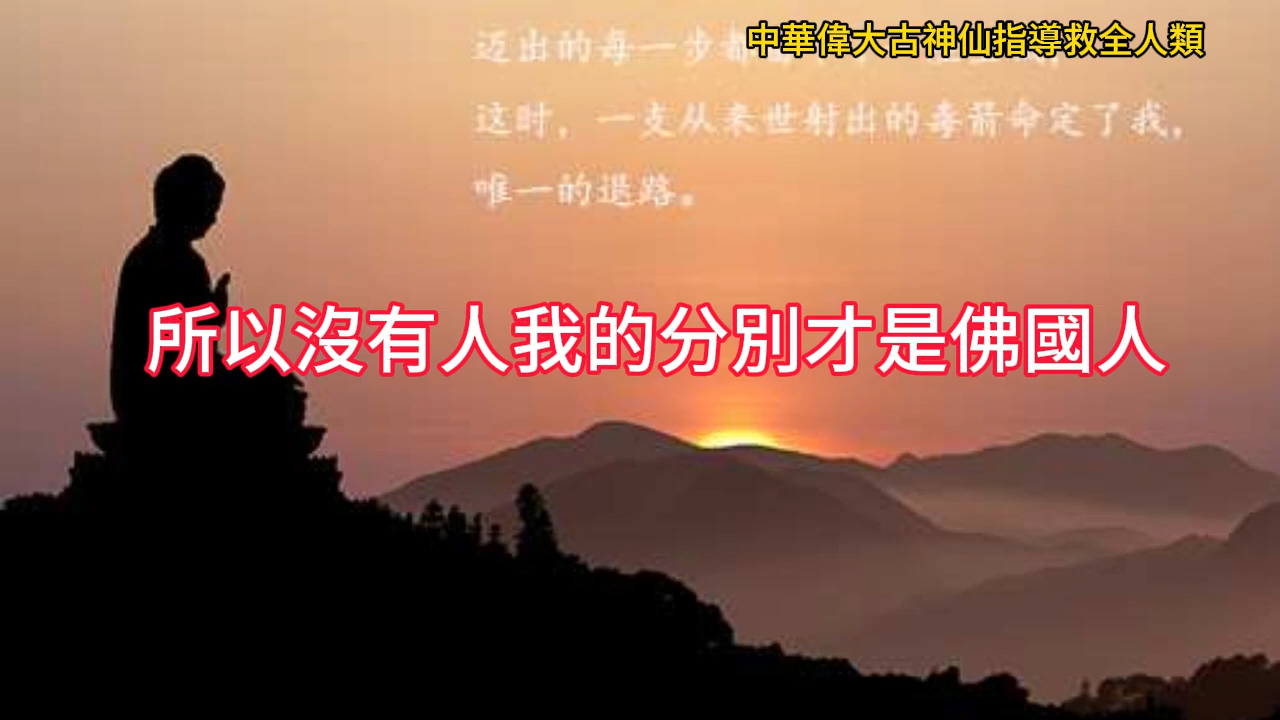 中華偉大古神仙指導救全人類
迈出的每一步都
这时，一支从来世射出的毒箭命定了我，
唯一的退路。
所以沒有人我的分別才是佛國人